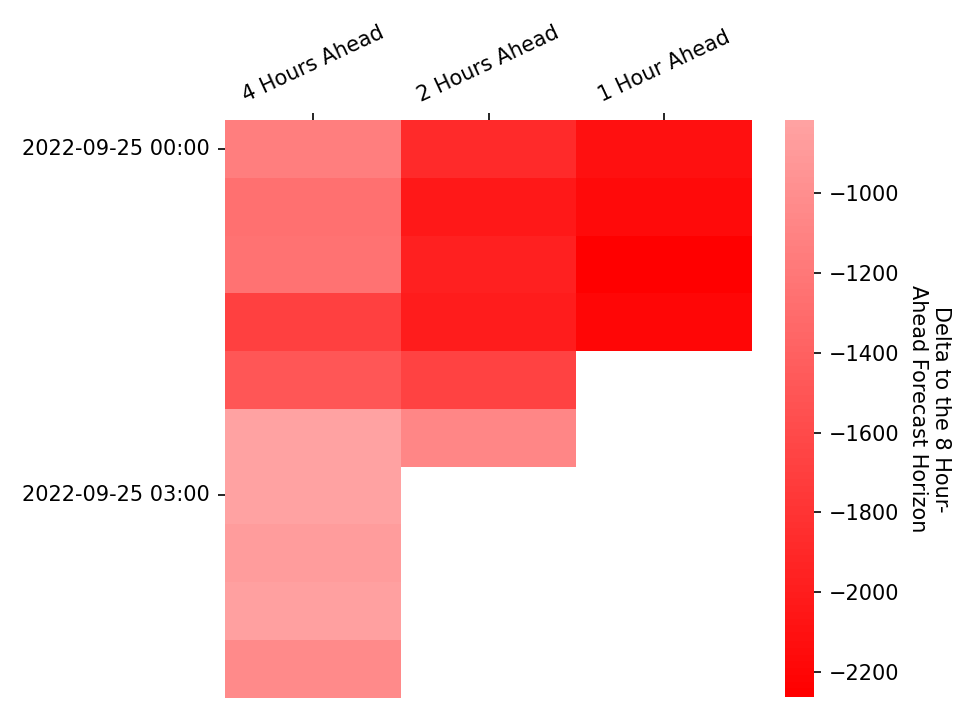 4 Hours Ahead
2 Hours Ahead
1 Hour Ahead
2022-09-25 00:00
2022-09-25 03:00
−1000
−1200
−1400
−1600
−1800
−2000
−2200
Delta to the 8 Hour-
Ahead Forecast Horizon